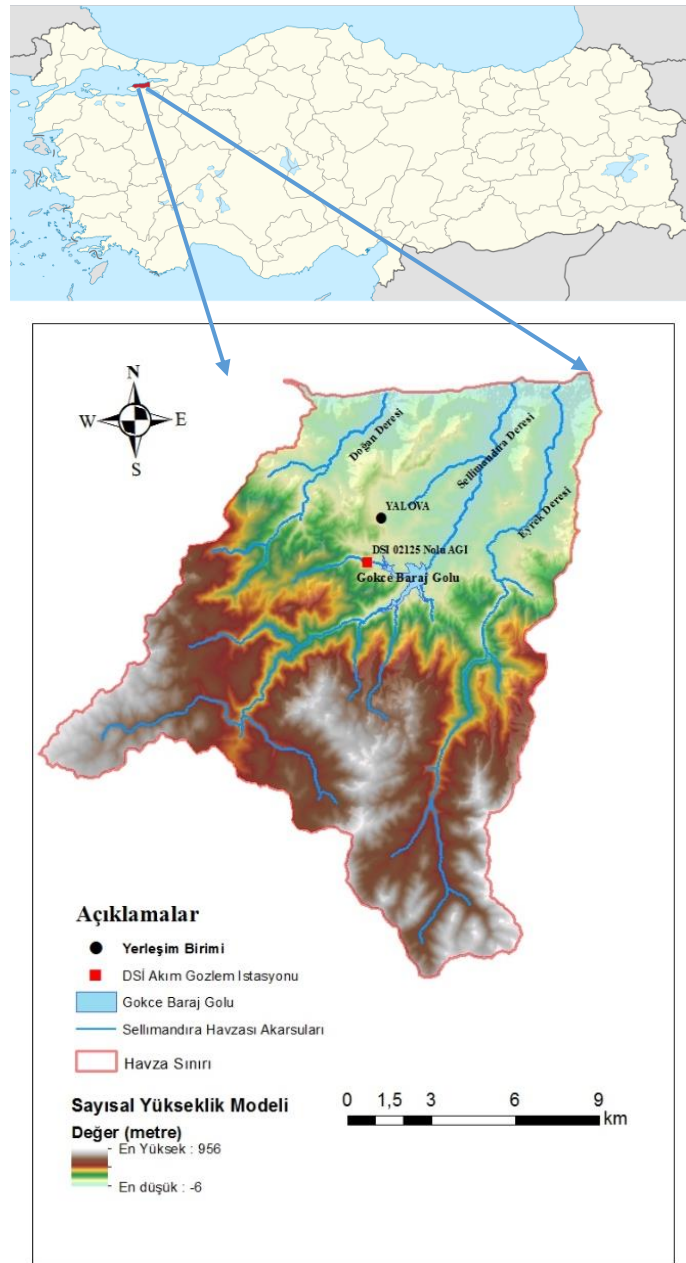 N
W E
S
Doğan Deresi
Sellimandıra Deresi
Eyrek Deresi
YALOVA
DSI 02125 Nolu AGI
Gokce Baraj Golu
Açıklamalar
Yerleşim Birimi
DSİ Akım Gozlem Istasyonu
Gokce Baraj Golu
Sellımandıra Havzası Akarsuları
Havza Sınırı
Sayısal Yükseklik Modeli
Değer (metre)
En Yüksek : 956
En düşük : -6
0 1,5 3 6 9
km